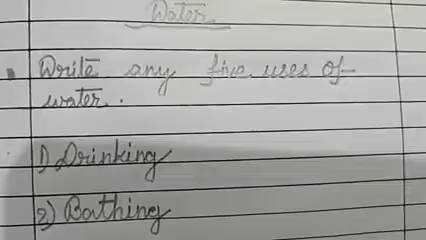 Water
Write any five uses of
water.
1) Drinking
2) Bathing